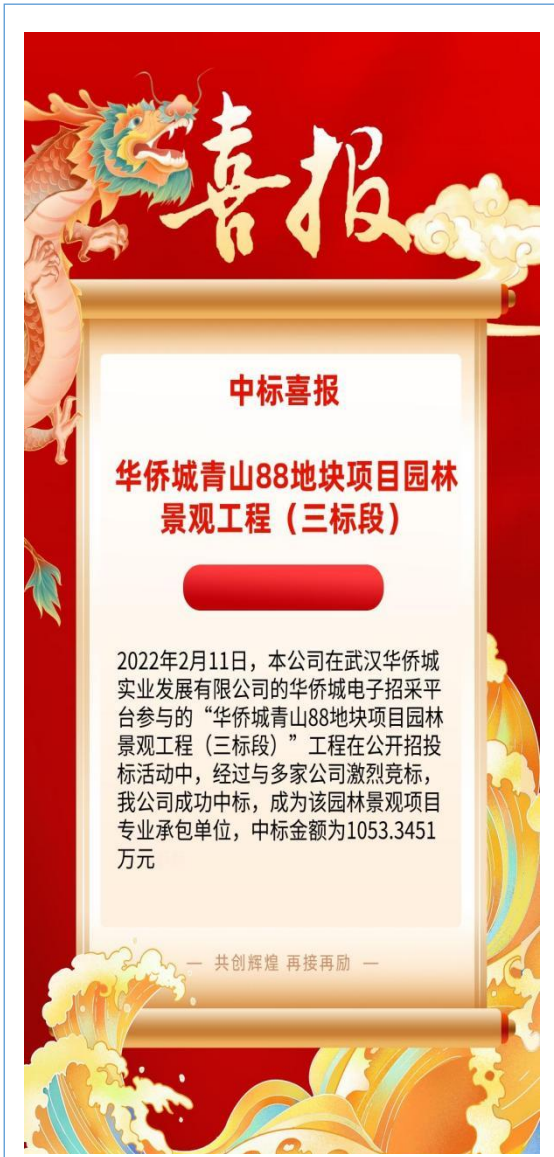 喜报
中标喜报
华侨城青山88地块项目园林
景观工程（三标段）
2022年2月11日，本公司在武汉华侨城
实业发展有限公司的华侨城电子招采平
台参与的“华侨城青山88地块项目园林
景观工程（三标段）”工程在公开招投
标活动中，经过与多家公司激烈竞标，
我公司成功中标，成为该园林景观项目
专业承包单位，中标金额为1053.3451
万元
— 共创辉煌 再接再励 —